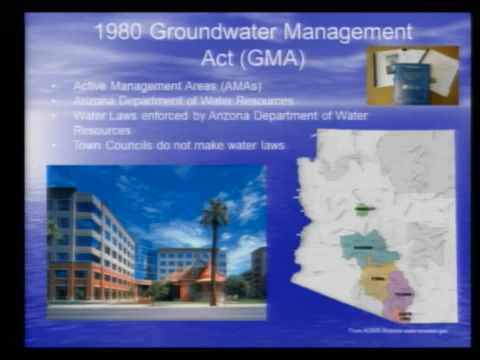 1980 Groundwater Management
Act (GMA)
Active Management Areas (AMAs)
Arizona Department of Water Resources
Water Laws enforced by Arizona Department of Water
Resources
Town Councils do not make water laws